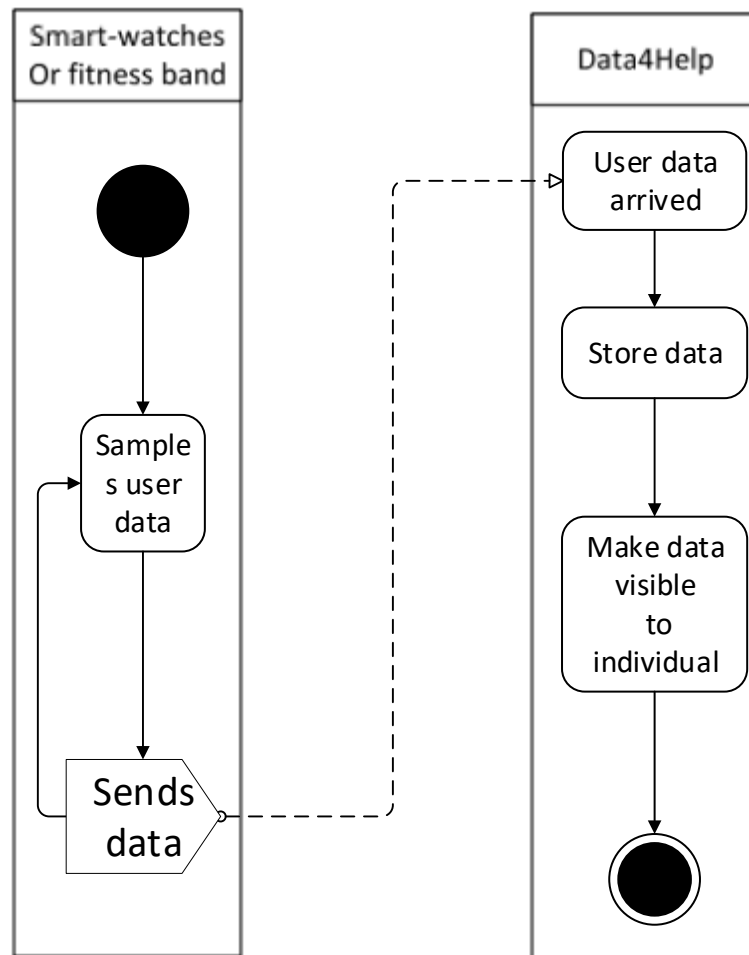 Smart-watches
Or fitness band
Sample
s user
data
Sends
data
Data4Help
User data
arrived
Store data
Make data
visible
to
individual